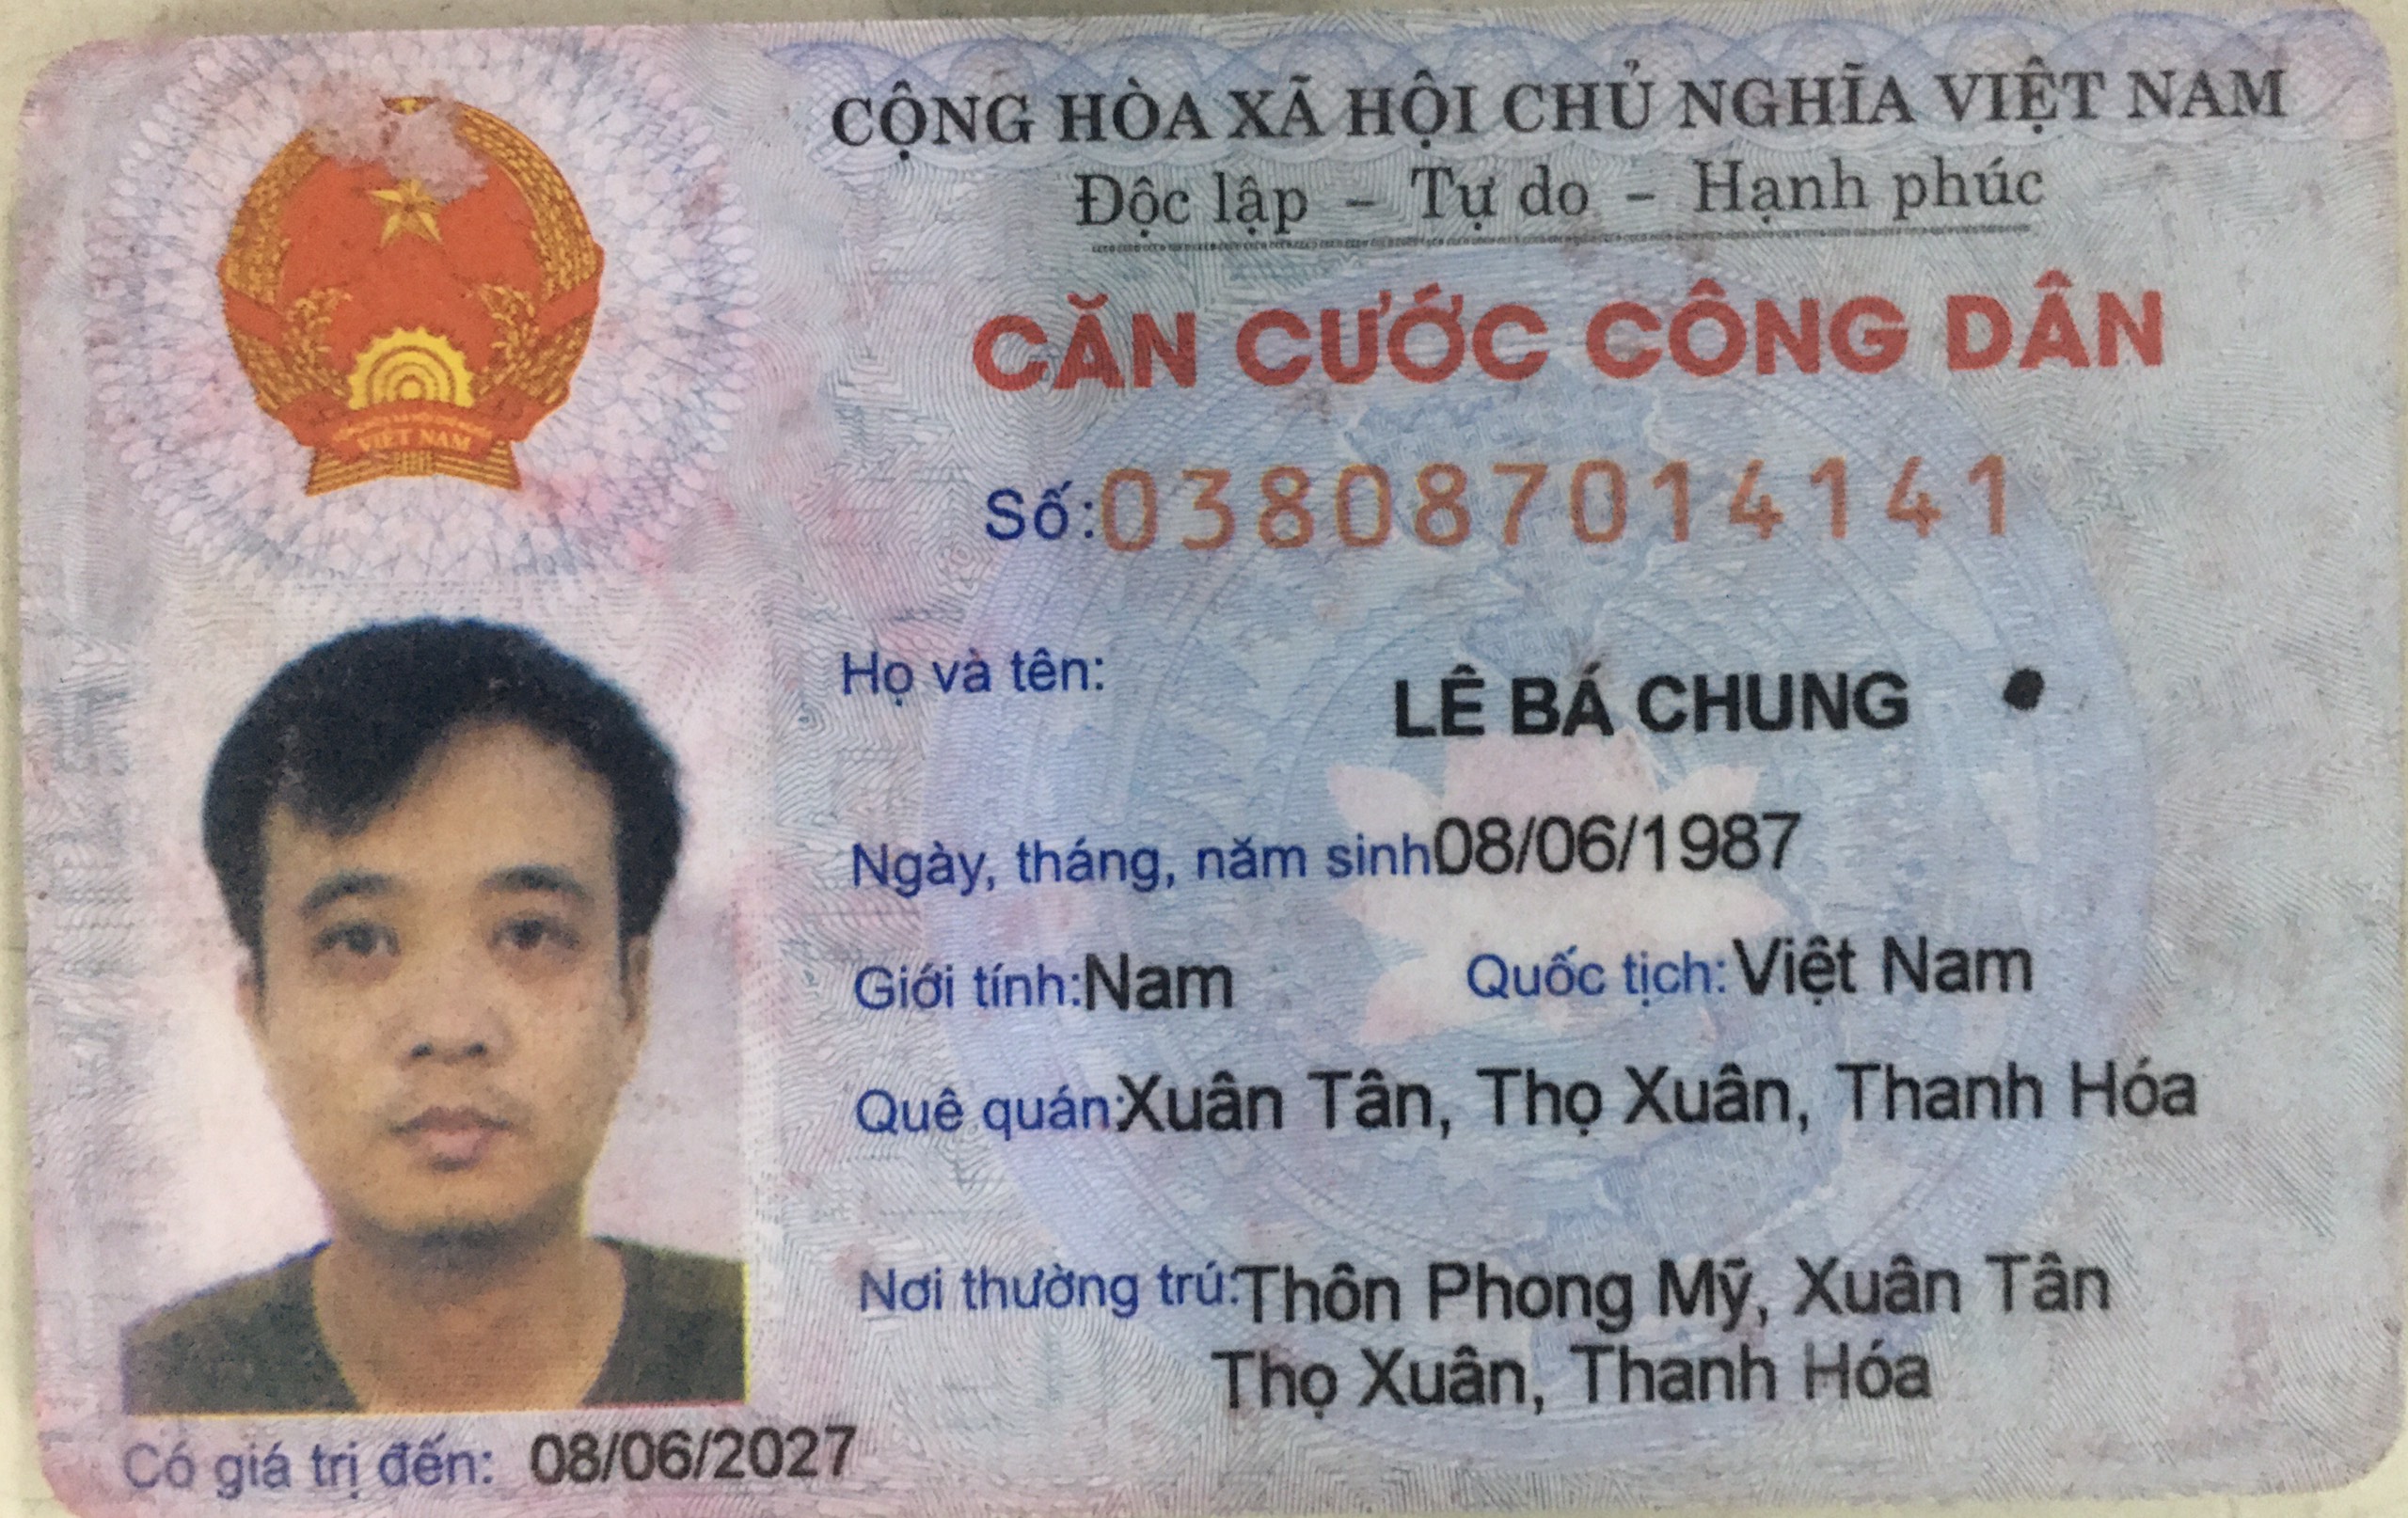 CỘNG HÒA XÃ HỘI CHỦ NGHĨA VIỆT NAM
Độc lập - Tự do - Hạnh phúc
CĂN CƯỚC CÔNG DÂN
Số: 038087014141
Họ và tên: LÊ BÁ CHUNG
Ngày, tháng, năm sinh 08/06/1987
Giới tính: Nam Quốc tịch: Việt Nam
Quê quán: Xuân Tân, Thọ Xuân, Thanh Hóa
Nơi thường trú: Thôn Phong Mỹ, Xuân Tân
Thọ Xuân, Thanh Hóa
Có giá trị đến: 08/06/2027
VIỆT NAM